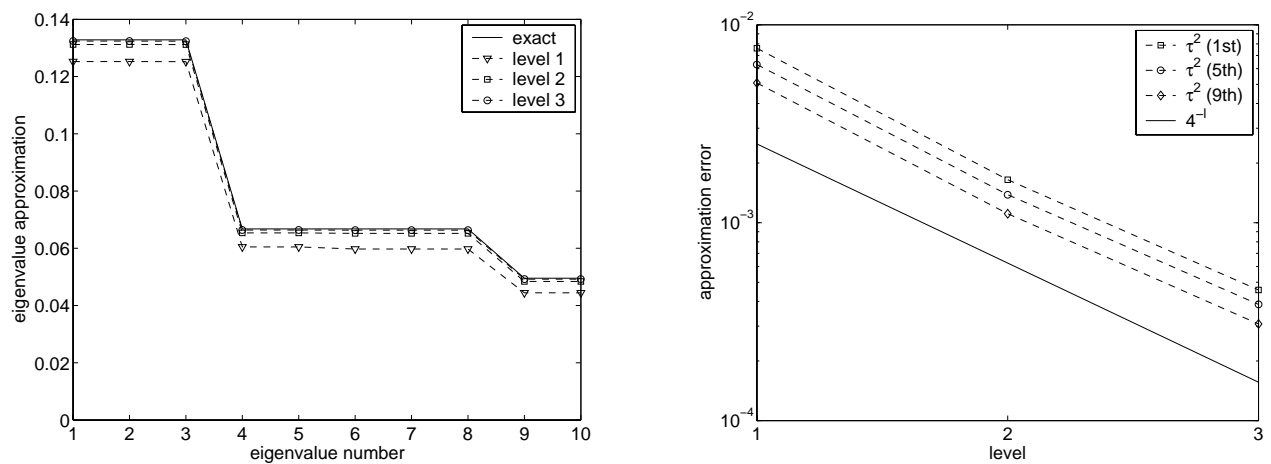 0.14
0.12
0.1
0.08
0.06
0.04
0.02
0
eigenvalue approximation
1 2 3 4 5 6 7 8 9 10
eigenvalue number
exact
level 1
level 2
level 3
10⁻²
10⁻³
10⁻⁴
approximation error
1 2 3
level
τ² (1st)
τ² (5th)
τ² (9th)
4⁻ˡ